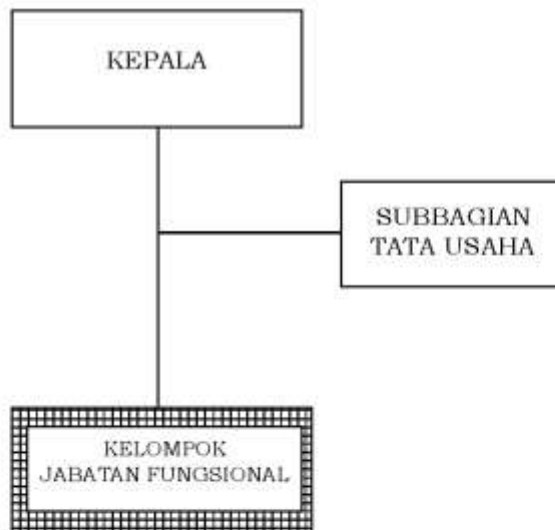 KEPALA
SUBBAGIAN
TATA USAHA
KELOMPOK
JABATAN FUNGSIONAL